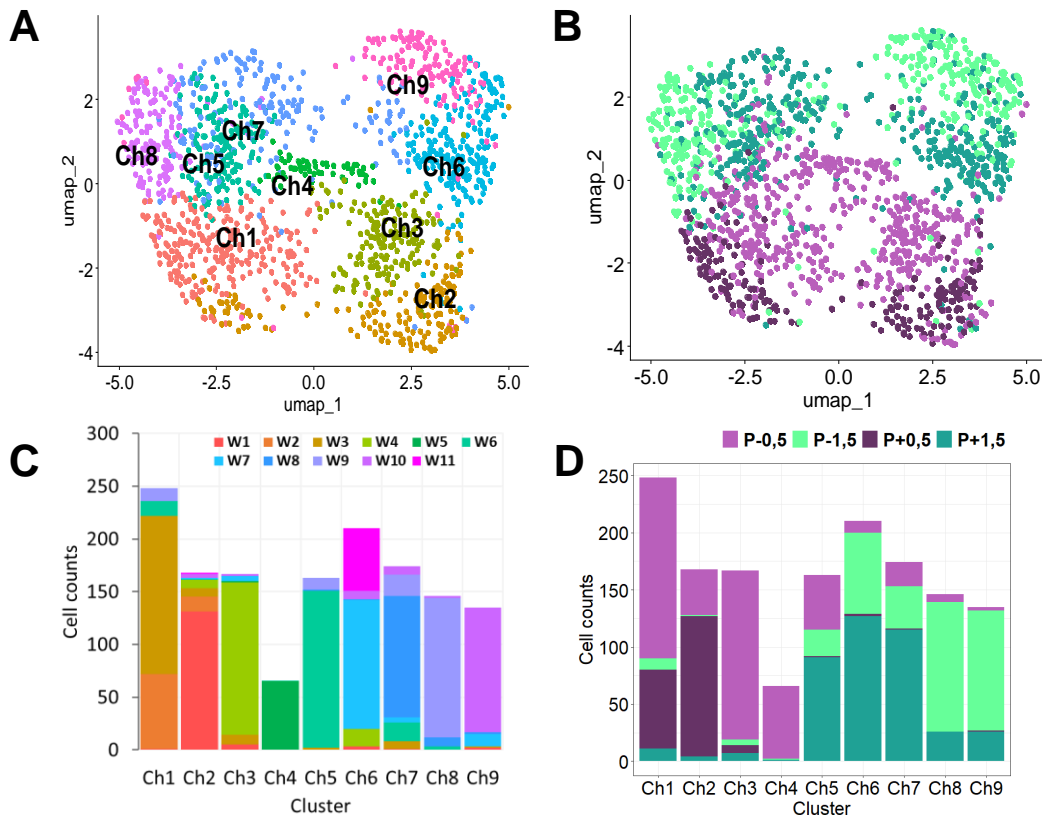 A
B
Ch9
Ch7
Ch8
Ch5
Ch6
Ch4
Ch1
Ch3
Ch2
umap_2
2
0
-2
-4
-5.0 -2.5 0.0 2.5 5.0
umap_1
umap_2
2
0
-2
-4
-5.0 -2.5 0.0 2.5 5.0
umap_1
C
W1 W2 W3 W4 W5 W6
W7 W8 W9 W10 W11
Cell counts
300
250
200
150
100
50
0
Ch1 Ch2 Ch3 Ch4 Ch5 Ch6 Ch7 Ch8 Ch9
Cluster
D
P-0,5 P-1,5 P+0,5 P+1,5
Cell counts
250
200
150
100
50
0
Ch1 Ch2 Ch3 Ch4 Ch5 Ch6 Ch7 Ch8 Ch9
Cluster